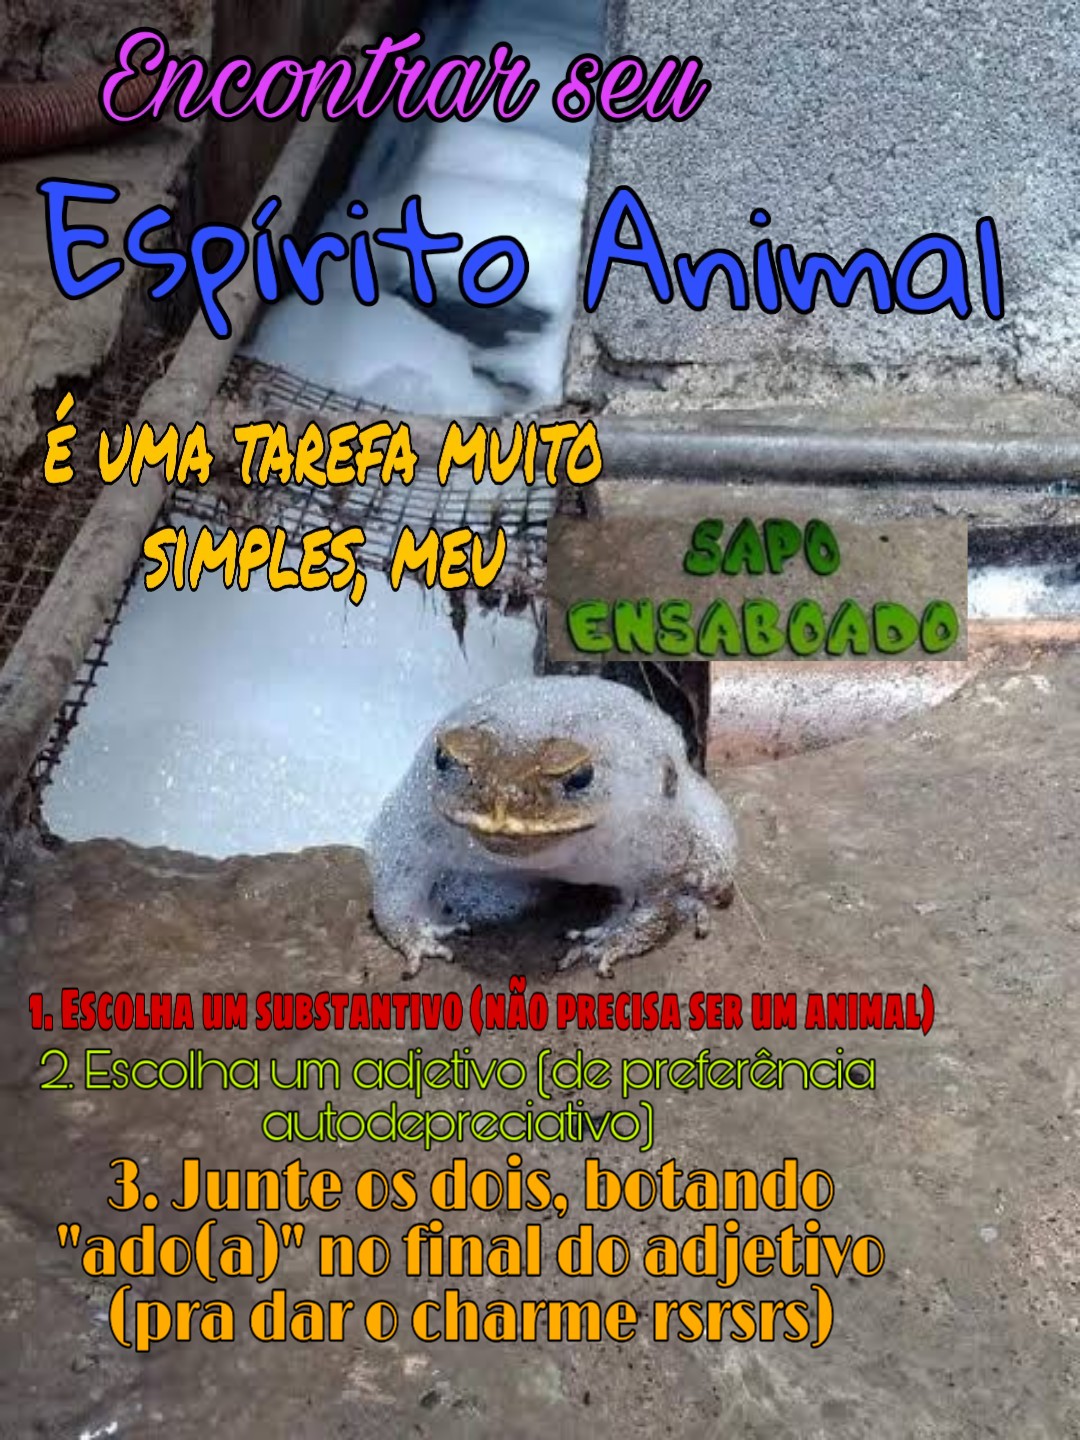 Encontrar seu
Espírito Animal
É UMA TAREFA MUITO
SIMPLES, MEU
SAPO
ENSABOADO
1. Escolha um substantivo (não precisa ser um animal)
2. Escolha um adjetivo (de preferência
autodepreciativo)
3. Junte os dois, botando
"ado(a)" no final do adjetivo
(pra dar o charme rsrsrs)